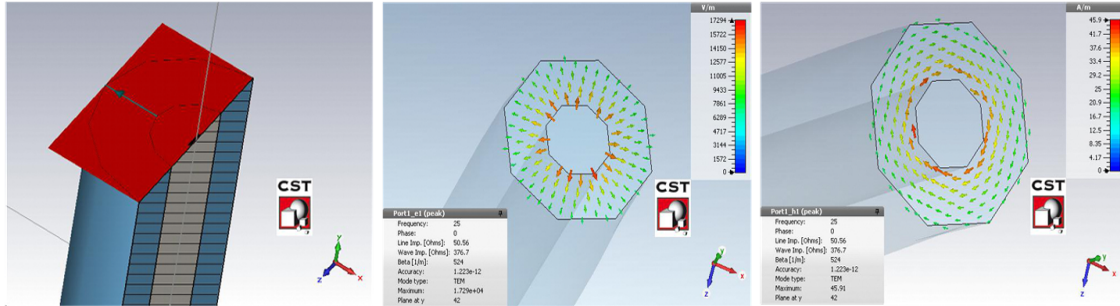 CST
y
z
x
V/m
17294
14150
12577
11005
9433
7861
6289
4717
3144
1572
0
CST
Port1_e1 (peak)
Frequency: 25
Phase: 0
Line Imp. [Ohms] 50.56
Wave Imp. [Ohms] 376.7
Beta [1/m] 524
Accuracy: 1.223e-12
Mode type: TEM
Maximum: 1.729e+04
Plane at y 42
y
x
z
A/m
45.9
37.6
33.4
29.2
25
20.9
16.7
12.5
8.35
4.17
0
CST
Port1_h1 (peak)
Frequency: 25
Phase: 0
Line Imp. [Ohms] 50.56
Wave Imp. [Ohms] 376.7
Beta [1/m] 524
Accuracy: 1.223e-12
Mode type: TEM
Maximum: 45.91
Plane at y 42
y
x
z